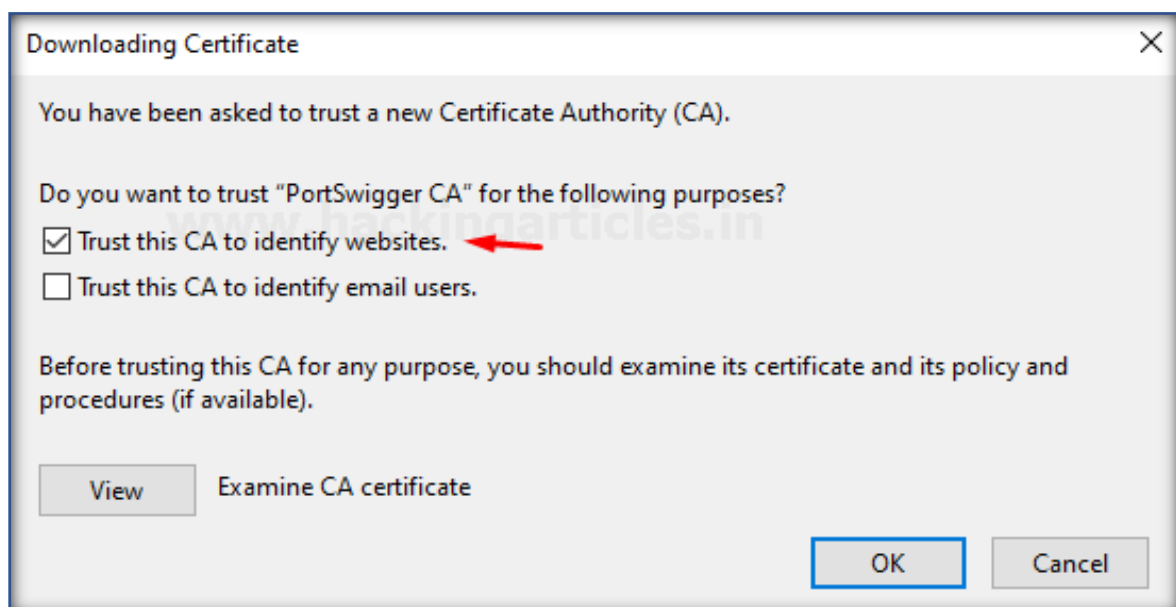 Downloading Certificate
You have been asked to trust a new Certificate Authority (CA).
Do you want to trust “PortSwigger CA” for the following purposes?
www.hackingarticles.in
Trust this CA to identify websites.
Trust this CA to identify email users.
Before trusting this CA for any purpose, you should examine its certificate and its policy and
procedures (if available).
View Examine CA certificate
OK Cancel